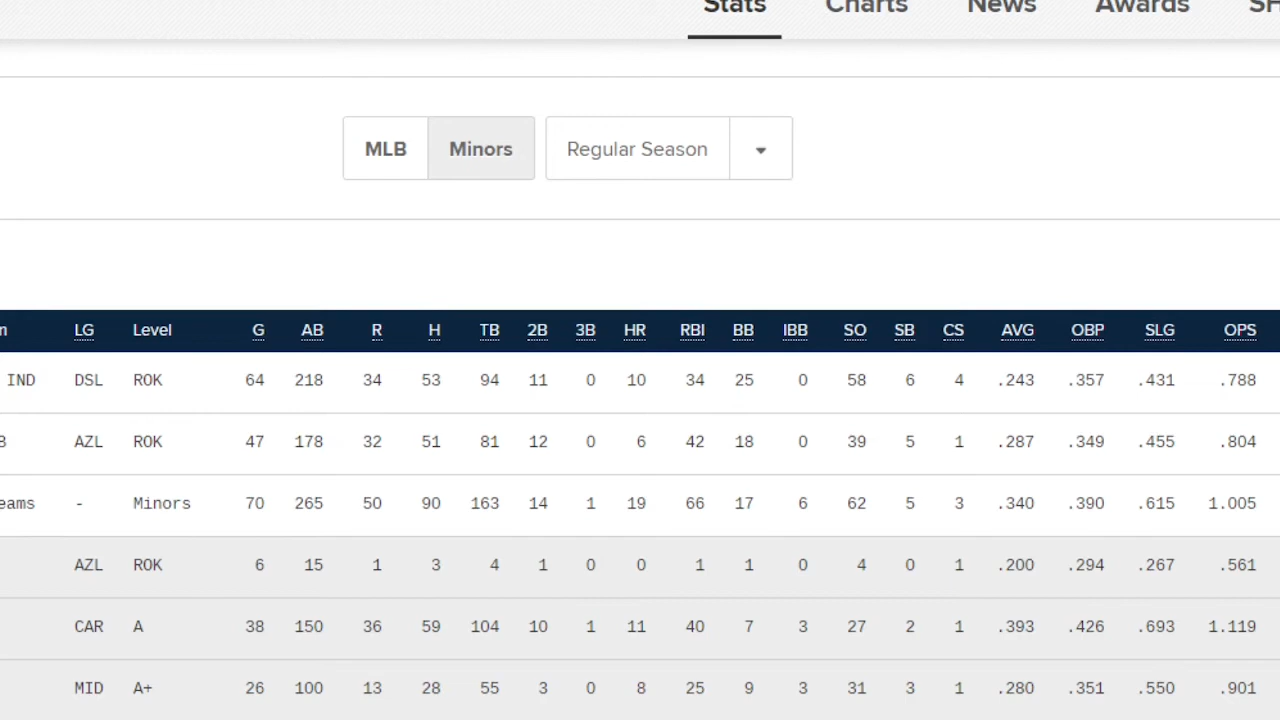 Stats Charts News Awards
MLB Minors Regular Season
LG Level G AB R H TB 2B 3B HR RBI BB IBB SO SB CS AVG OBP SLG OPS
IND DSL ROK 64 218 34 53 94 11 0 10 34 25 0 58 6 4 .243 .357 .431 .788
AZL ROK 47 178 32 51 81 12 0 6 42 18 0 39 5 1 .287 .349 .455 .804
- Minors 70 265 50 90 163 14 1 19 66 17 6 62 5 3 .340 .390 .615 1.005
AZL ROK 6 15 1 3 4 1 0 0 1 1 0 4 0 1 .200 .294 .267 .561
CAR A 38 150 36 59 104 10 1 11 40 7 3 27 2 1 .393 .426 .693 1.119
MID A+ 26 100 13 28 55 3 0 8 25 9 3 31 3 1 .280 .351 .550 .901